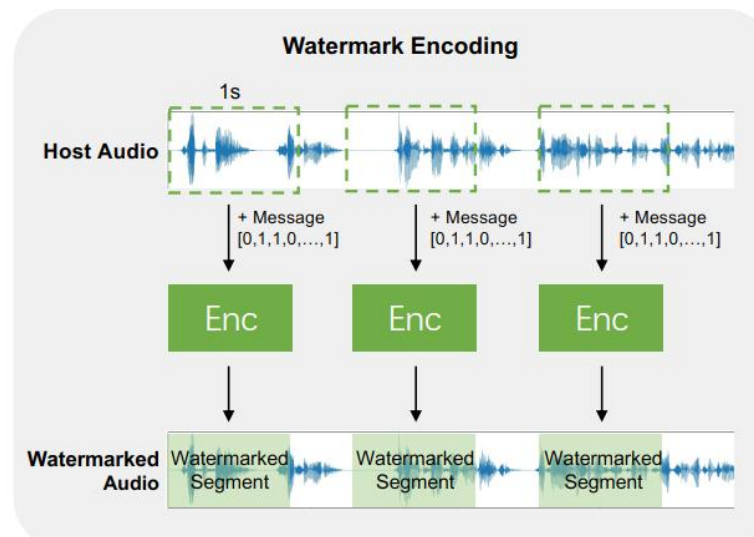 Watermark Encoding
1s
Host Audio
+ Message
[0,1,1,0,…,1]
+ Message
[0,1,1,0,…,1]
+ Message
[0,1,1,0,…,1]
Enc
Enc
Enc
Watermarked
Audio
Watermarked
Segment
Watermarked
Segment
Watermarked
Segment